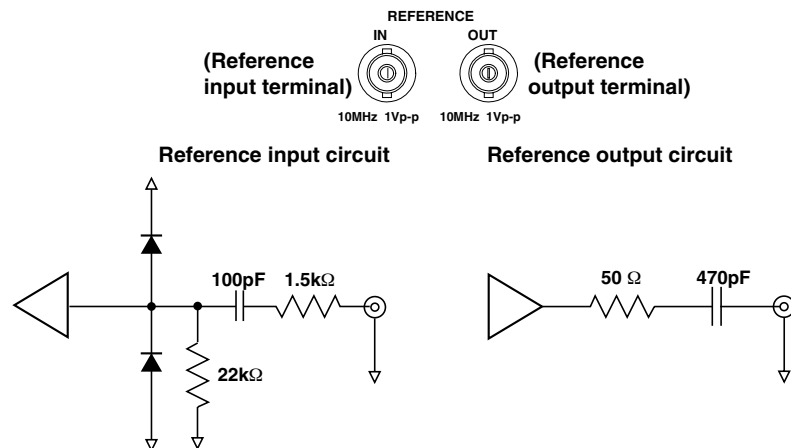 REFERENCE
IN OUT
(Reference input terminal)
(Reference output terminal)
10MHz 1Vp-p 10MHz 1Vp-p
Reference input circuit Reference output circuit
100pF 1.5kΩ
22kΩ
50 Ω 470pF